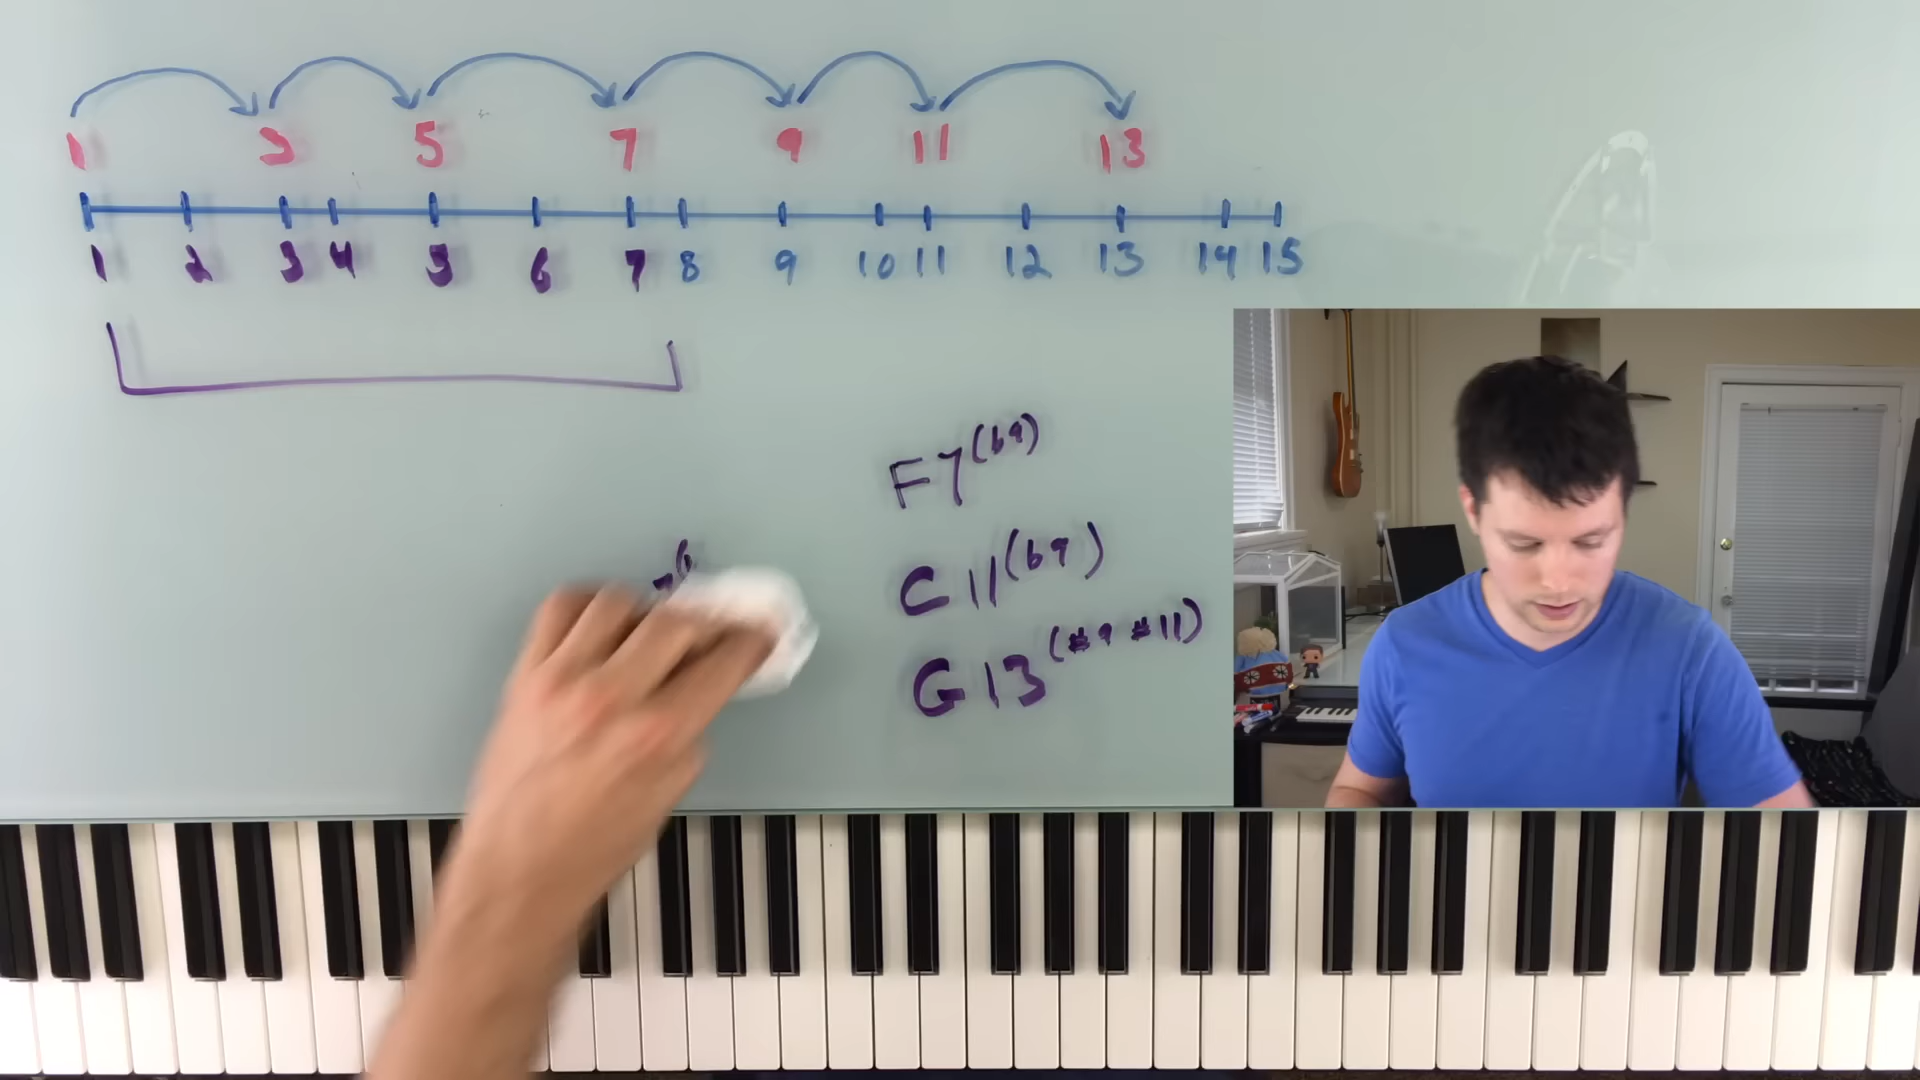 1 3 5 7 9 11 13
1 2 3 4 5 6 7 8 9 10 11 12 13 14 15
F7(b9)
C11(b9)
G13(#9 #11)